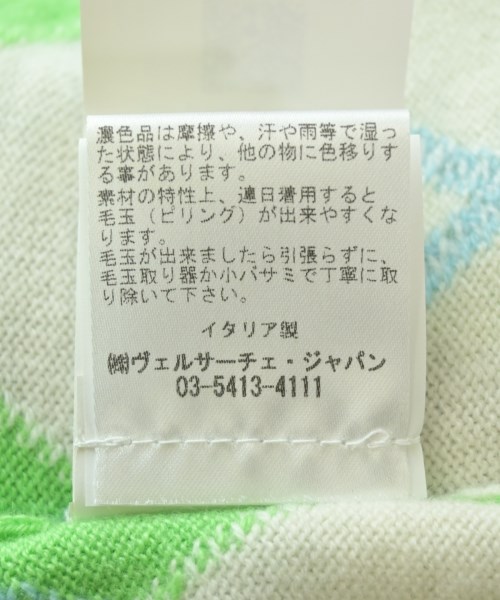 濃色品は摩擦や、汗や雨等で湿っ
た状態により、他の物に色移りす
る事があります。
素材の特性上、連日着用すると
毛玉（ピリング）が出来やすくな
ります。
毛玉が出来ましたら引張らずに、
毛玉取り器か小バサミで丁寧に取
り除いて下さい。
イタリア製
㈱ヴェルサーチェ・ジャパン
03-5413-4111